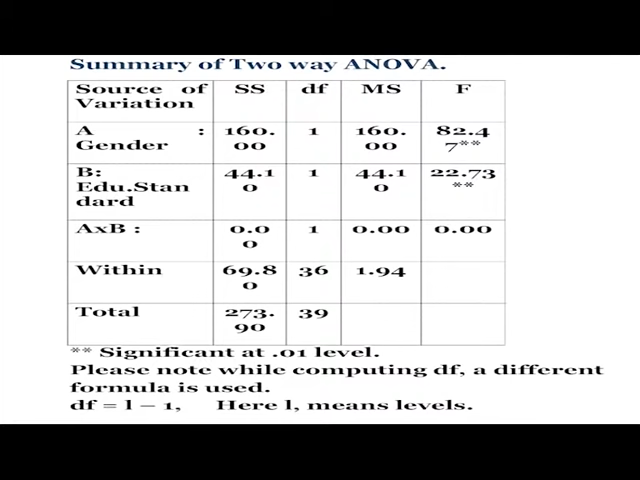 Summary of Two way ANOVA.
Source of Variation SS df MS F
A : Gender 160.00 1 160.00 82.47**
B: Edu.Standard 44.10 1 44.10 22.73**
AxB : 0.00 1 0.00 0.00
Within 69.80 36 1.94
Total 273.90 39
** Significant at .01 level.
Please note while computing df, a different
formula is used.
df = l – 1, Here l, means levels.